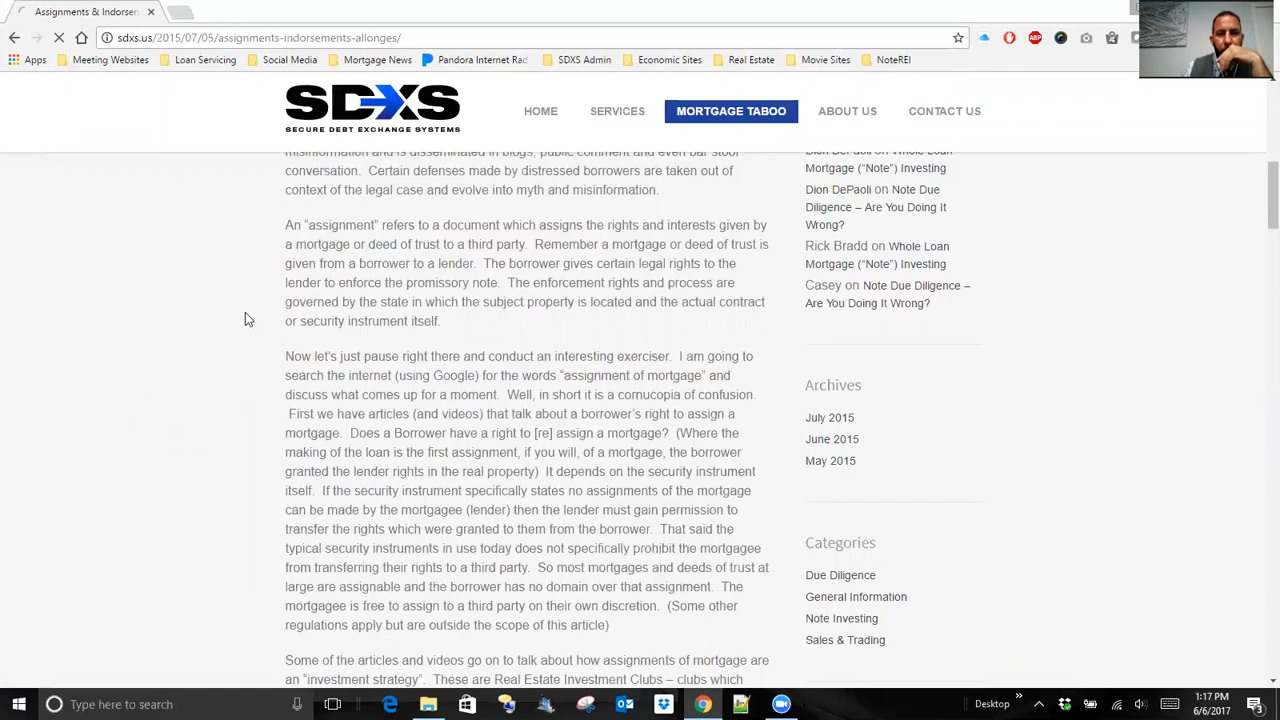 Assignments & Indorsen
sdxs.us/2015/07/05/assignments-indorsements-allonges/
Apps Meeting Websites Loan Servicing Social Media Mortgage News Pandora Internet Rad SDXS Admin Economic Sites Real Estate Movie Sites NoteREI
SDXS
SECURE DEBT EXCHANGE SYSTEMS
HOME SERVICES MORTGAGE TABOO ABOUT US CONTACT US
misinformation and is disseminated in blogs, public comment and even bar stool
conversation. Certain defenses made by distressed borrowers are taken out of
context of the legal case and evolve into myth and misinformation.
An “assignment” refers to a document which assigns the rights and interests given by
a mortgage or deed of trust to a third party. Remember a mortgage or deed of trust is
given from a borrower to a lender. The borrower gives certain legal rights to the
lender to enforce the promissory note. The enforcement rights and process are
governed by the state in which the subject property is located and the actual contract
or security instrument itself.
Now let’s just pause right there and conduct an interesting exerciser. I am going to
search the internet (using Google) for the words “assignment of mortgage” and
discuss what comes up for a moment. Well, in short it is a cornucopia of confusion.
First we have articles (and videos) that talk about a borrower’s right to assign a
mortgage. Does a Borrower have a right to [re] assign a mortgage? (Where the
making of the loan is the first assignment, if you will, of a mortgage, the borrower
granted the lender rights in the real property) It depends on the security instrument
itself. If the security instrument specifically states no assignments of the mortgage
can be made by the mortgagee (lender) then the lender must gain permission to
transfer the rights which were granted to them from the borrower. That said the
typical security instruments in use today does not specifically prohibit the mortgagee
from transferring their rights to a third party. So most mortgages and deeds of trust at
large are assignable and the borrower has no domain over that assignment. The
mortgagee is free to assign to a third party on their own discretion. (Some other
regulations apply but are outside the scope of this article)
Some of the articles and videos go on to talk about how assignments of mortgage are
an “investment strategy”. These are Real Estate Investment Clubs – clubs which
Dion DePaoli on Whole Loan
Mortgage (“Note”) Investing
Dion DePaoli on Note Due
Diligence – Are You Doing It
Wrong?
Rick Bradd on Whole Loan
Mortgage (“Note”) Investing
Casey on Note Due Diligence –
Are You Doing It Wrong?
Archives
July 2015
June 2015
May 2015
Categories
Due Diligence
General Information
Note Investing
Sales & Trading
Type here to search
Desktop
1:17 PM
6/6/2017